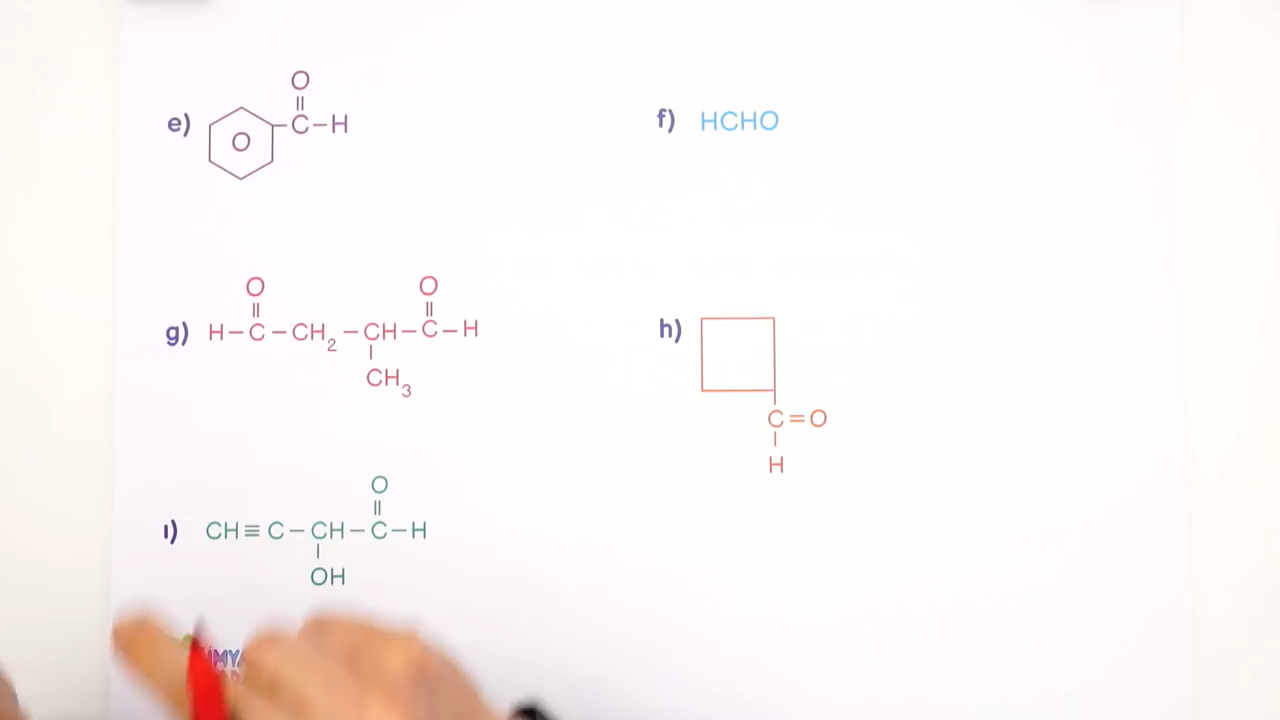 e) O C–H O
f) HCHO
g) H–C–CH₂–CH–C–H O O CH₃
h) C=O H
ı) CH≡C–CH–C–H O OH